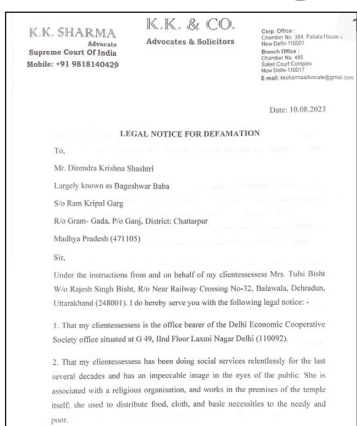 K.K. SHARMA
Advocate
Supreme Court Of India
Mobile: +91 9818140429
K.K. & CO.
Advocates & Solicitors
Corp. Office :
Chamber No. 384, Patiala House
New Delhi-110001
Branch Office :
Chamber No. 485
Saket Court Complex
New Delhi-110017
E-mail: kksharmaadvocate@gmail.com
Date: 10.08.2023
LEGAL NOTICE FOR DEFAMATION
To,
Mr. Direndra Krishna Shashtri
Largely known as Bageshwar Baba
S/o Ram Kripal Garg
R/o Gram- Gada, P/o Ganj, District: Chattarpur
Madhya Pradesh (471105)
Sir,
Under the instructions from and on behalf of my clientessessess Mrs. Tulsi Bisht
W/o Rajesh Singh Bisht, R/o Near Railway Crossing No-32, Balawala, Dehradun,
Uttarakhand (248001). I do hereby serve you with the following legal notice: -
1. That my clientessessess is the office bearer of the Delhi Economic Cooperative
Society office situated at G 49, IInd Floor Laxmi Nagar Delhi (110092).
2. That my clientessessess has been doing social services relentlessly for the last
several decades and has an impeccable image in the eyes of the public. She is
associated with a religious organisation, and works in the premises of the temple
itself; she used to distribute food, cloth, and basic necessities to the needy and
poor.